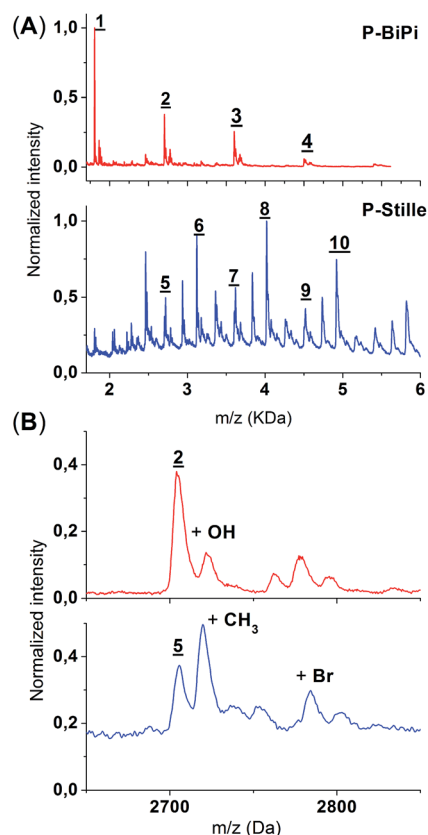 (A)
P-BiPi
1
2
3
4
1,0
0,5
0,0
Normalized intensity
P-Stille
5
6
7
8
9
10
1,0
0,5
0,0
2 3 4 5 6
m/z (KDa)
(B)
2
+ OH
0,4
0,2
0,0
Normalized intensity
5
+ CH₃
+ Br
0,4
0,2
0,0
2700 2800
m/z (Da)